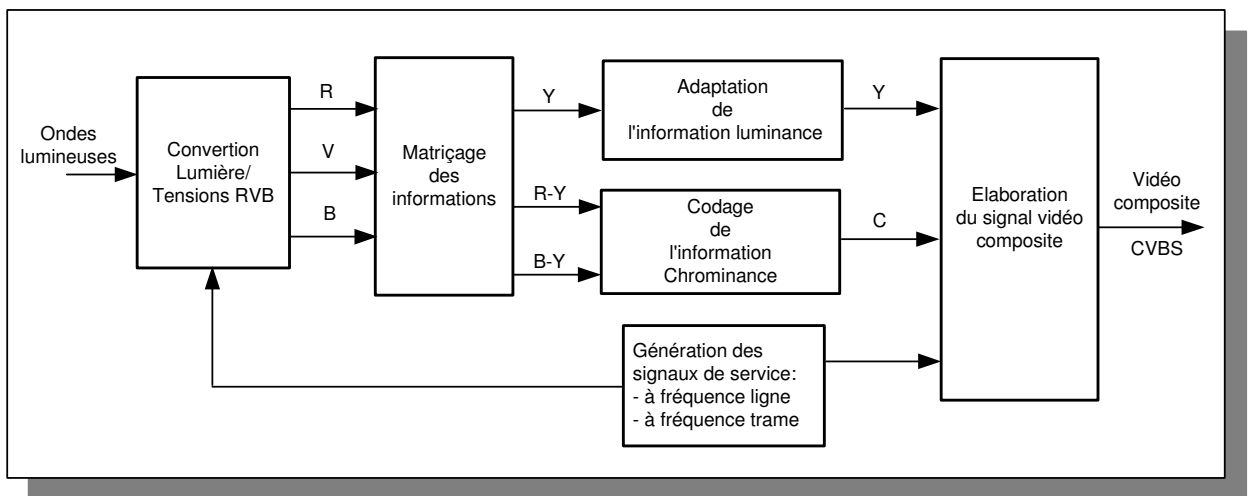 Ondes
lumineuses
Convertion
Lumière/
Tensions RVB
R
V
B
Matriçage
des
informations
Y
R-Y
B-Y
Adaptation
de
l'information luminance
Codage
de
l'information
Chrominance
Génération des
signaux de service:
- à fréquence ligne
- à fréquence trame
Y
C
Elaboration
du signal vidéo
composite
Vidéo
composite
CVBS